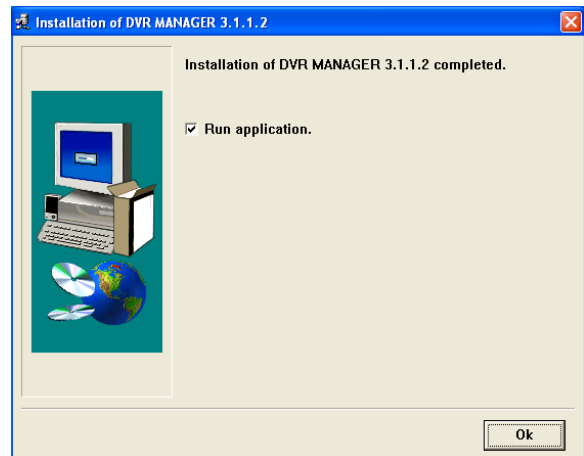 Installation of DVR MANAGER 3.1.1.2
Installation of DVR MANAGER 3.1.1.2 completed.
Run application.
Ok